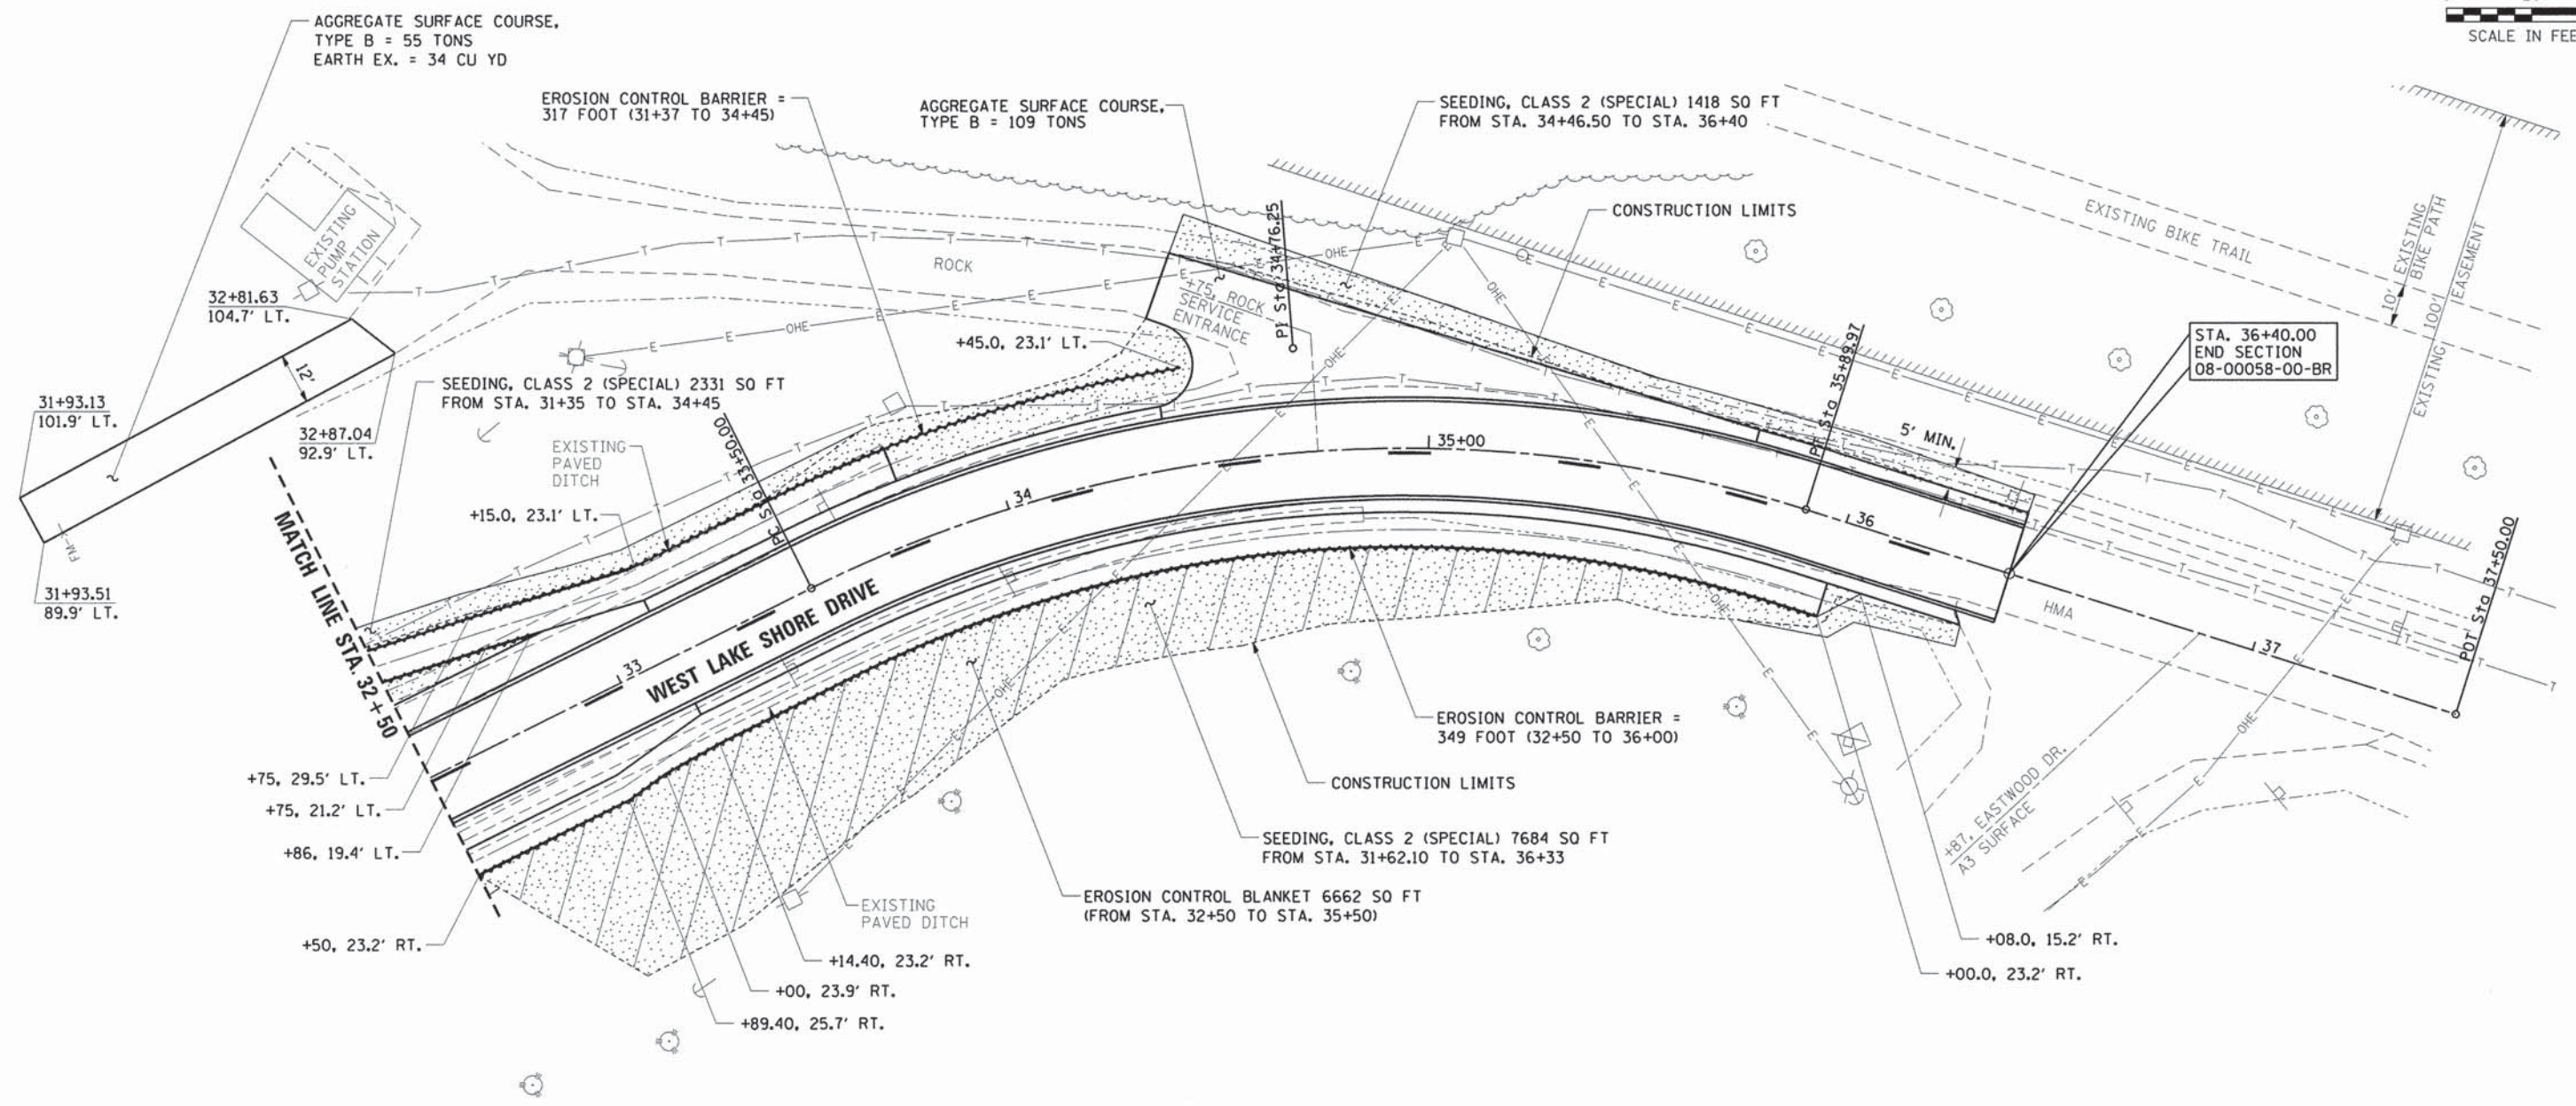 SCALE IN FEE
AGGREGATE SURFACE COURSE,
TYPE B = 55 TONS
EARTH EX. = 34 CU YD
EROSION CONTROL BARRIER =
317 FOOT (31+37 TO 34+45)
AGGREGATE SURFACE COURSE,
TYPE B = 109 TONS
SEEDING, CLASS 2 (SPECIAL) 1418 SQ FT
FROM STA. 34+46.50 TO STA. 36+40
CONSTRUCTION LIMITS
EXISTING BIKE TRAIL
10' EXISTING
BIKE PATH
EXISTING 100' EASEMENT
EXISTING
PUMP
STATION
ROCK
+75, ROCK
SERVICE
ENTRANCE
PI Sta 34+76.25
32+81.63
104.7' LT.
12'
+45.0, 23.1' LT.
STA. 36+40.00
END SECTION
08-00058-00-BR
PT Sta 35+89.97
5' MIN.
SEEDING, CLASS 2 (SPECIAL) 2331 SQ FT
FROM STA. 31+35 TO STA. 34+45
31+93.13
101.9' LT.
32+87.04
92.9' LT.
EXISTING
PAVED
DITCH
PC Sta 33+50.00
35+00
34
36
+15.0, 23.1' LT.
FM
31+93.51
89.9' LT.
MATCH LINE STA. 32+50
33
WEST LAKE SHORE DRIVE
HMA
37
POT Sta 37+50.00
EROSION CONTROL BARRIER =
349 FOOT (32+50 TO 36+00)
+75, 29.5' LT.
+75, 21.2' LT.
+86, 19.4' LT.
CONSTRUCTION LIMITS
+87, EASTWOOD DR.
A3 SURFACE
SEEDING, CLASS 2 (SPECIAL) 7684 SQ FT
FROM STA. 31+62.10 TO STA. 36+33
EROSION CONTROL BLANKET 6662 SQ FT
(FROM STA. 32+50 TO STA. 35+50)
EXISTING
PAVED DITCH
+50, 23.2' RT.
+14.40, 23.2' RT.
+00, 23.9' RT.
+89.40, 25.7' RT.
+08.0, 15.2' RT.
+00.0, 23.2' RT.
OHE
OHE
OHE
OHE
OHE
OHE
OHE